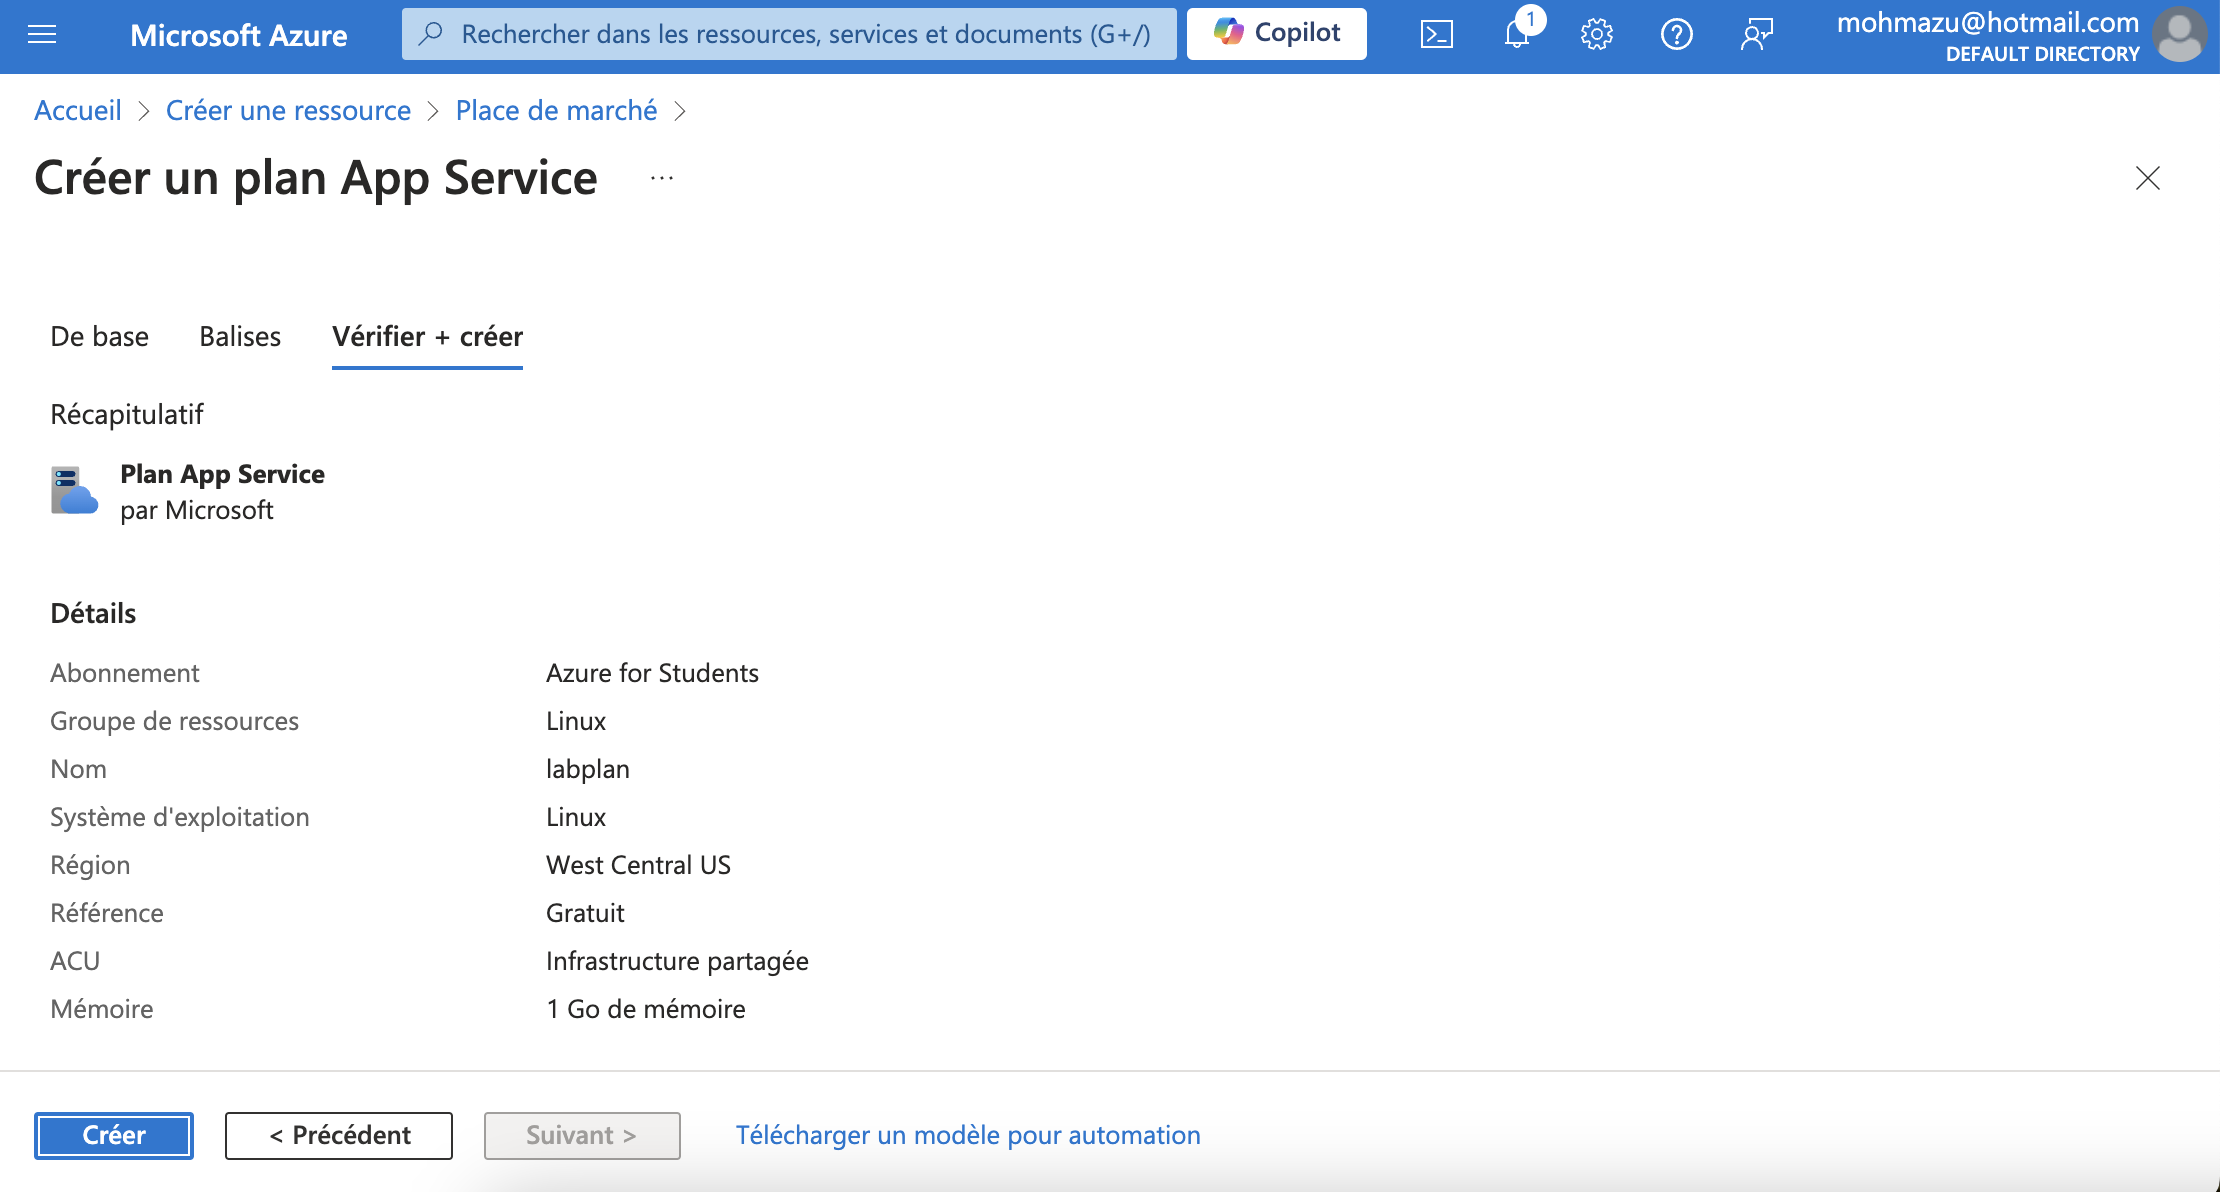 Microsoft Azure
Rechercher dans les ressources, services et documents (G+/)
Copilot
1
mohmazu@hotmail.com
DEFAULT DIRECTORY
Accueil > Créer une ressource > Place de marché >
Créer un plan App Service ...
De base Balises Vérifier + créer
Récapitulatif
Plan App Service
par Microsoft
Détails
Abonnement Azure for Students
Groupe de ressources Linux
Nom labplan
Système d'exploitation Linux
Région West Central US
Référence Gratuit
ACU Infrastructure partagée
Mémoire 1 Go de mémoire
Créer < Précédent Suivant > Télécharger un modèle pour automation